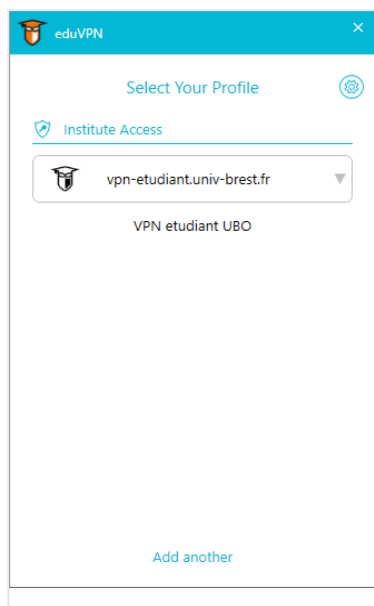 eduVPN
Select Your Profile
Institute Access
vpn-etudiant.univ-brest.fr
VPN etudiant UBO
Add another